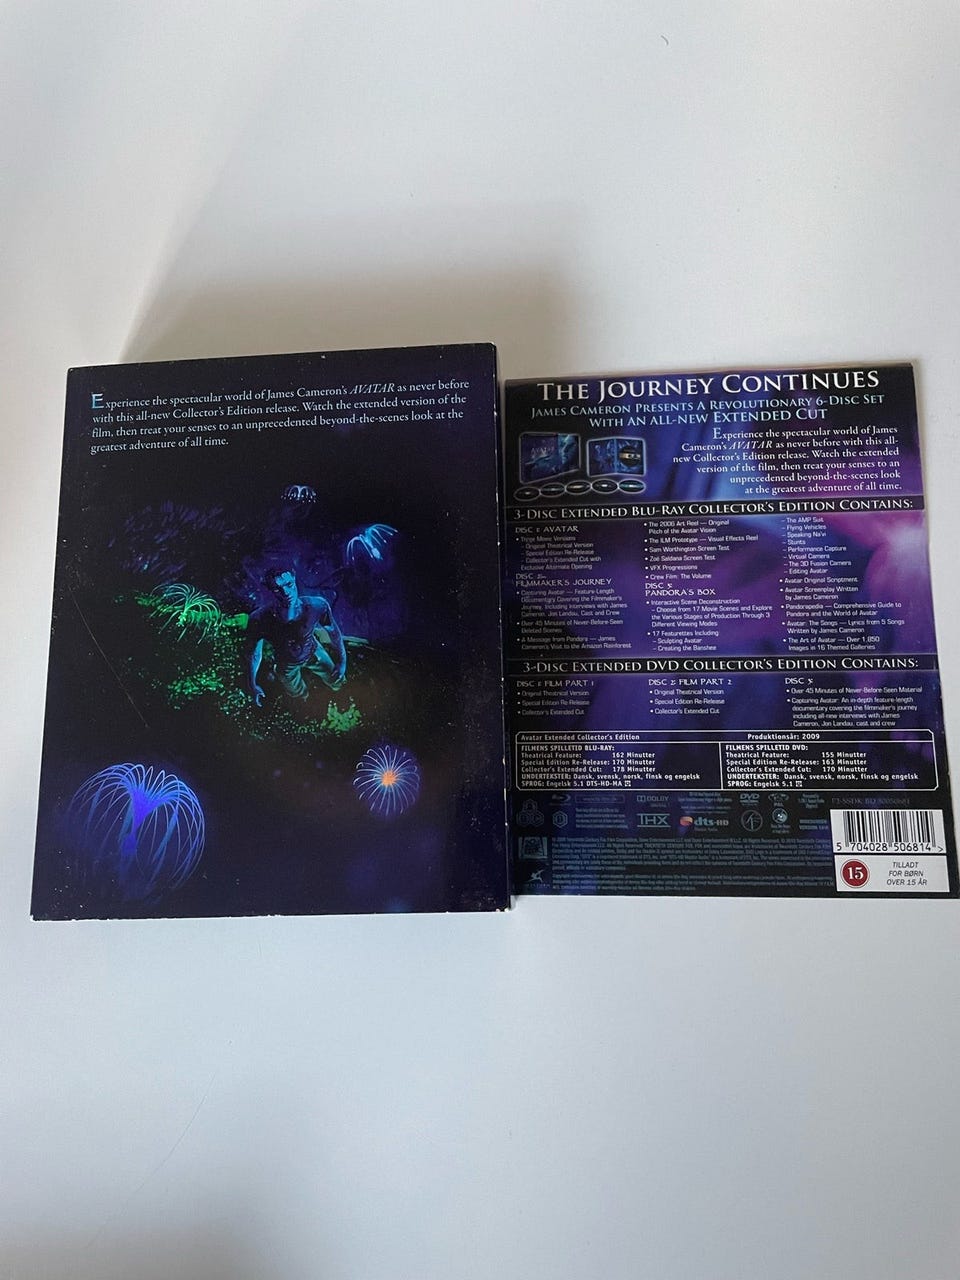 Experience the spectacular world of James Cameron's AVATAR as never before
with this all-new Collector's Edition release. Watch the extended version of the
film, then treat your senses to an unprecedented beyond-the-scenes look at the
greatest adventure of all time.
THE JOURNEY CONTINUES
JAMES CAMERON PRESENTS A REVOLUTIONARY 6-DISC SET
WITH AN ALL-NEW EXTENDED CUT
Experience the spectacular world of James
Cameron's AVATAR as never before with this all-
new Collector's Edition release. Watch the extended
version of the film, then treat your senses to an
unprecedented beyond-the-scenes look
at the greatest adventure of all time.
3-DISC EXTENDED BLU-RAY COLLECTOR'S EDITION CONTAINS:
DISC 1: AVATAR
• Three Movie Versions
– Original Theatrical Version
– Special Edition Re-Release
– Collector's Extended Cut with
Exclusive Alternate Opening
DISC 2:
FILMMAKER'S JOURNEY
• Capturing Avatar — Feature-Length
Documentary Covering the Filmmaker's
Journey, Including Interviews with James
Cameron, Jon Landau, Cast and Crew
• Over 45 Minutes of Never-Before-Seen
Deleted Scenes
• A Message from Pandora — James
Cameron's Visit to the Amazon Rainforest
• The 2006 Art Reel — Original
Pitch of the Avatar Vision
• The ILM Prototype — Visual Effects Reel
• Sam Worthington Screen Test
• Zoë Saldana Screen Test
• VFX Progressions
• Crew Film: The Volume
DISC 3:
PANDORA'S BOX
• Interactive Scene Deconstruction
– Choose from 17 Movie Scenes and Explore
the Various Stages of Production Through 3
Different Viewing Modes
• 17 Featurettes Including
– Sculpting Avatar
– Creating the Banshee
– The AMP Suit
– Flying Vehicles
– Speaking Na'vi
– Stunts
– Performance Capture
– Virtual Camera
– The 3D Fusion Camera
– Editing Avatar
• Avatar Original Scriptment
• Avatar Screenplay Written
by James Cameron
• Pandorapedia — Comprehensive Guide to
Pandora and the World of Avatar
• Avatar: The Songs — Lyrics from 5 Songs
Written by James Cameron
• The Art of Avatar — Over 1,850
Images in 16 Themed Galleries
3-DISC EXTENDED DVD COLLECTOR'S EDITION CONTAINS:
DISC 1: FILM PART 1
• Original Theatrical Version
• Special Edition Re-Release
• Collector's Extended Cut
DISC 2: FILM PART 2
• Original Theatrical Version
• Special Edition Re-Release
• Collector's Extended Cut
DISC 3:
• Over 45 Minutes of Never-Before-Seen Material
• Capturing Avatar: An in-depth feature-length
documentary covering the filmmaker's journey
including all-new interviews with James
Cameron, Jon Landau, cast and crew
Avatar Extended Collector's Edition Produktionsår: 2009
FILMENS SPILLETID BLU-RAY:
Theatrical Feature: 162 Minutter
Special Edition Re-Release: 170 Minutter
Collector's Extended Cut: 178 Minutter
UNDERTEKSTER: Dansk, svensk, norsk, finsk og engelsk
SPROG: Engelsk 5.1 DTS-HD-MA
FILMENS SPILLETID DVD:
Theatrical Feature: 155 Minutter
Special Edition Re-Release: 163 Minutter
Collector's Extended Cut: 170 Minutter
UNDERTEKSTER: Dansk, svensk, norsk, finsk og engelsk
SPROG: Engelsk 5.1
DOLBY
DIGITAL
DVD
PAL
THX
dts-HD
Master Audio
5 704028 506814 >
15
TILLADT
FOR BØRN
OVER 15 ÅR